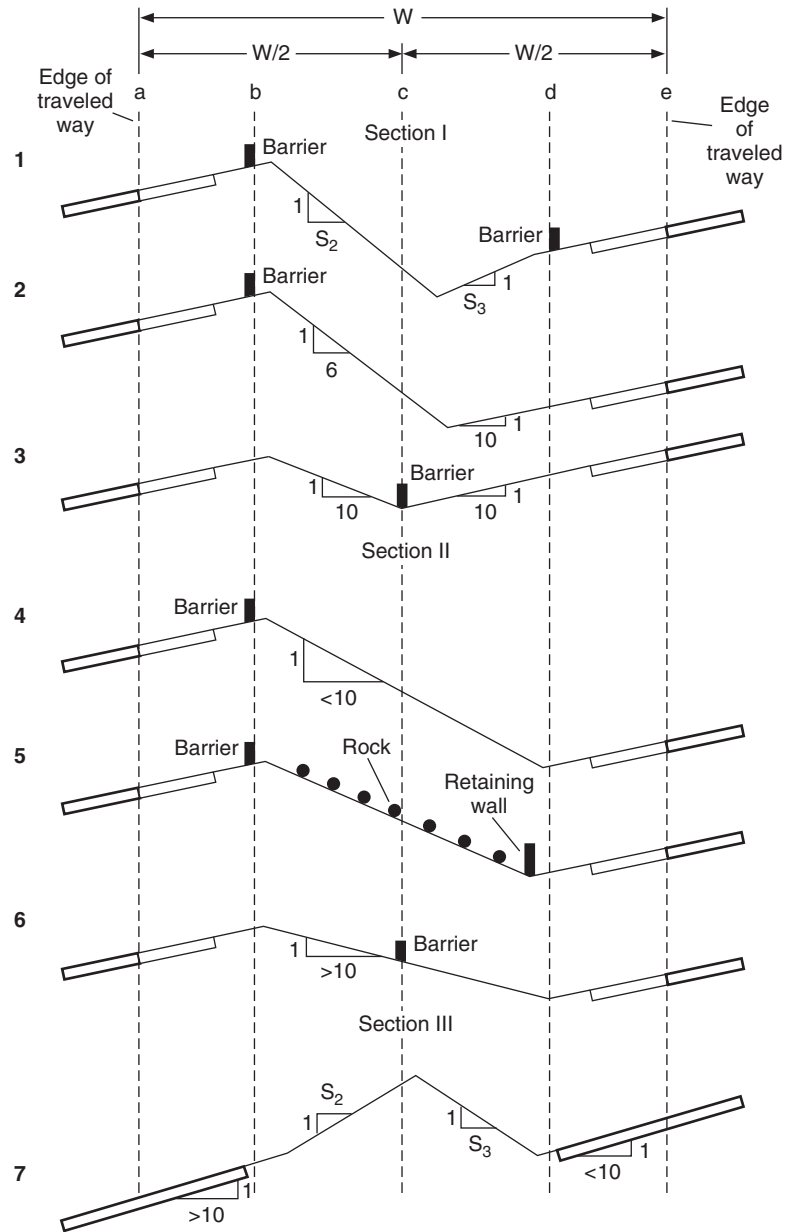 W
W/2 W/2
Edge of
traveled
way
a b c d e
Edge
of
traveled
way
Section I
1
Barrier
1
S2
Barrier
S3
1
2
Barrier
1
6
10
1
3
Barrier
1
10
10
1
Section II
4
Barrier
1
<10
5
Barrier
Rock
Retaining
wall
6
1
>10
Barrier
Section III
7
S2
1
1
S3
>10
1
<10
1